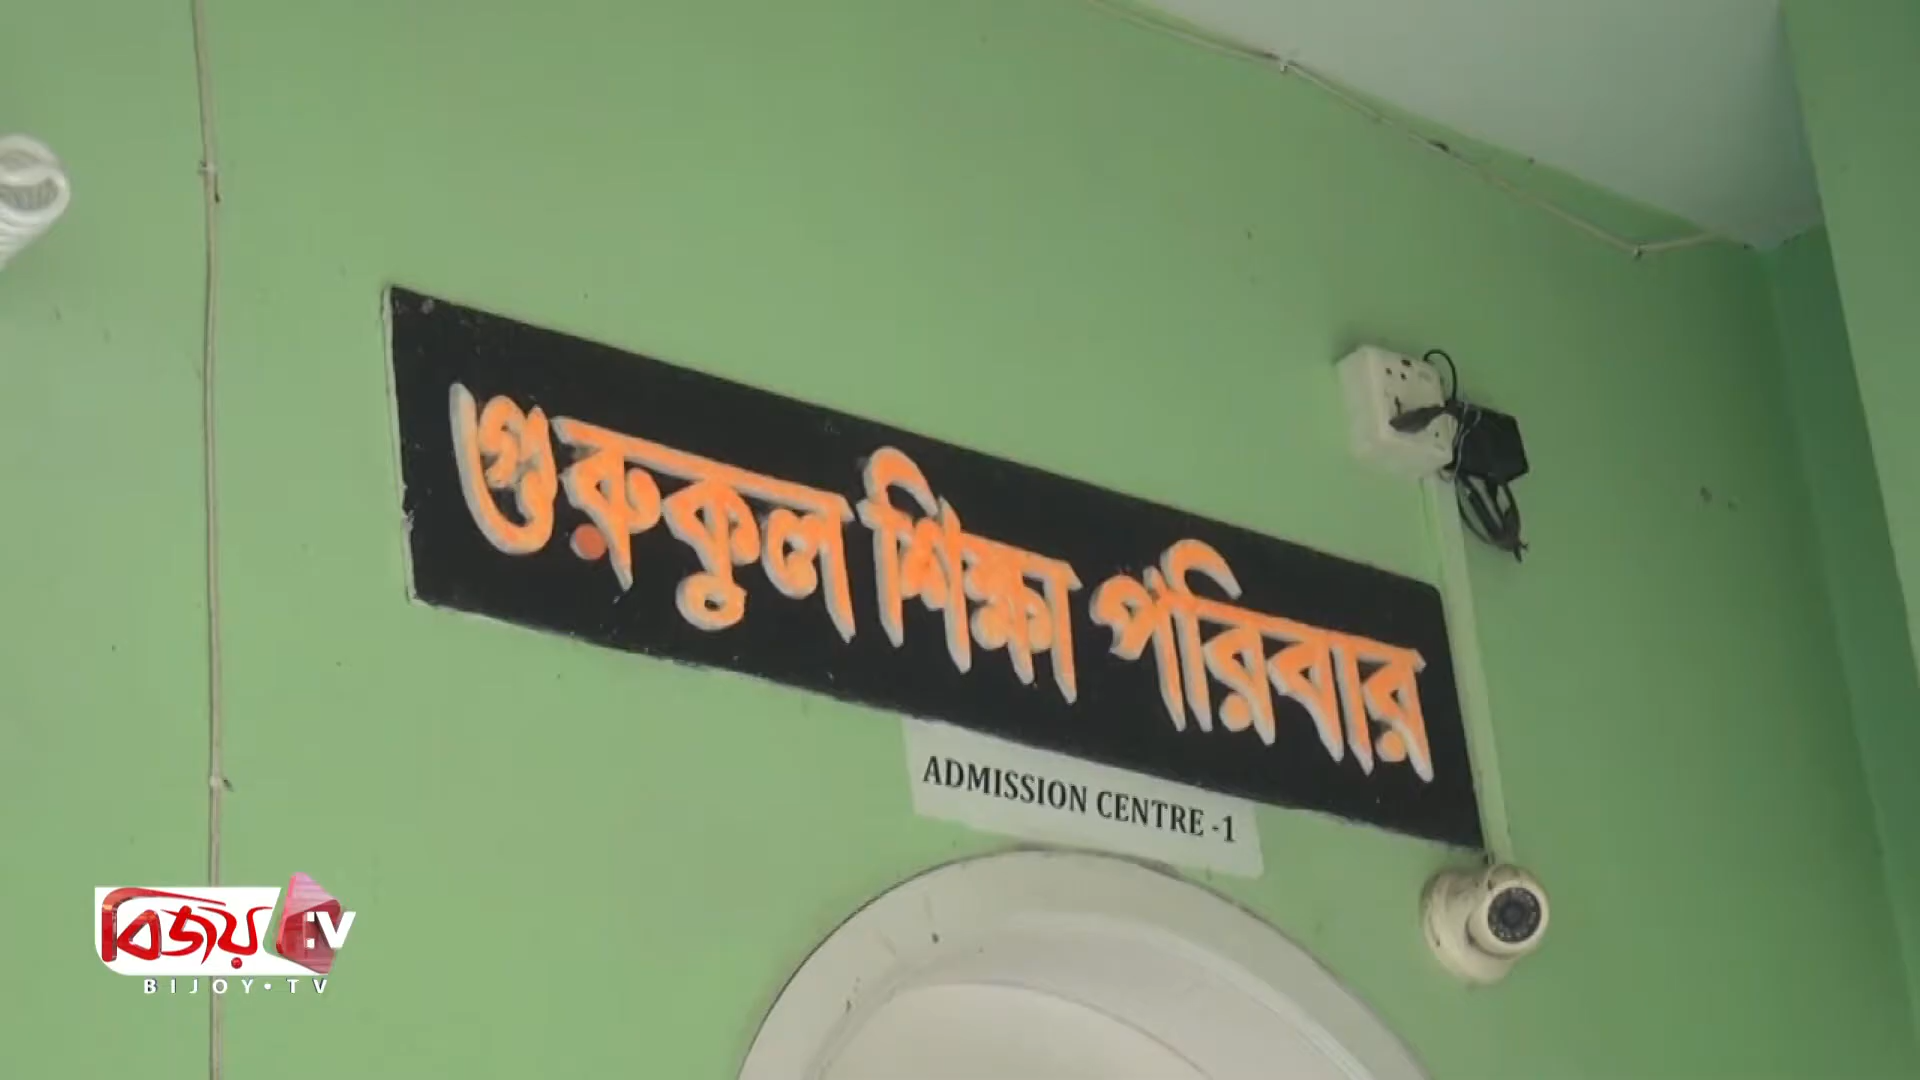 গুরুকুল শিক্ষা পরিবার
ADMISSION CENTRE -1
বিজয় TV
BIJOY•TV